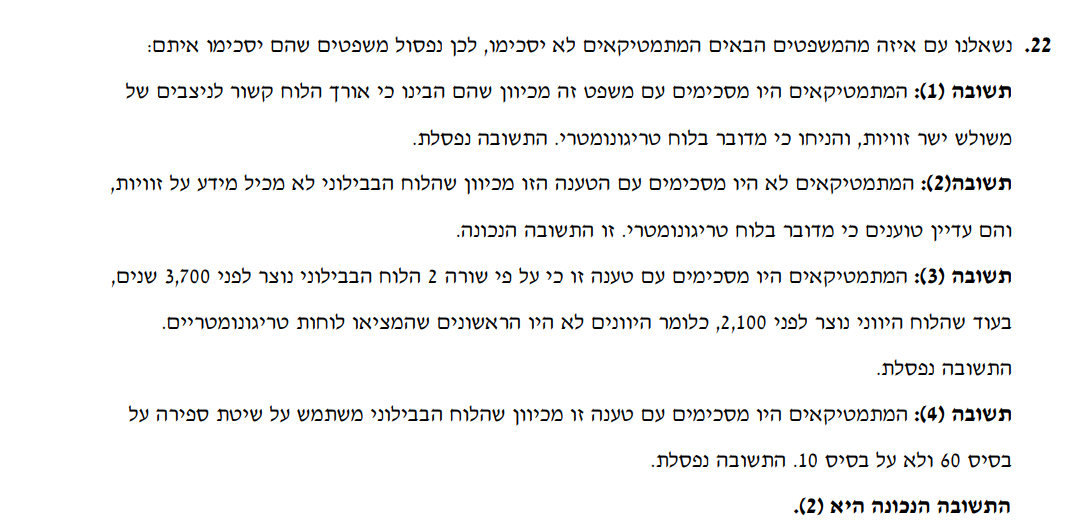 22. נשאלנו עם איזה מהמשפטים הבאים המתמטיקאים לא יסכימו, לכן נפסול משפטים שהם יסכימו איתם:
תשובה (1): המתמטיקאים היו מסכימים עם משפט זה מכיוון שהם הבינו כי אורך הלוח קשור לניצבים של
משולש ישר זוויות, והניחו כי מדובר בלוח טריגונומטרי. התשובה נפסלת.
תשובה(2): המתמטיקאים לא היו מסכימים עם הטענה הזו מכיוון שהלוח הבבילוני לא מכיל מידע על זוויות,
והם עדיין טוענים כי מדובר בלוח טריגונומטרי. זו התשובה הנכונה.
תשובה (3): המתמטיקאים היו מסכימים עם טענה זו כי על פי שורה 2 הלוח הבבילוני נוצר לפני 3,700 שנים,
בעוד שהלוח היווני נוצר לפני 2,100, כלומר היוונים לא היו הראשונים שהמציאו לוחות טריגונומטריים.
התשובה נפסלת.
תשובה (4): המתמטיקאים היו מסכימים עם טענה זו מכיוון שהלוח הבבילוני משתמש על שיטת ספירה על
בסיס 60 ולא על בסיס 10. התשובה נפסלת.
התשובה הנכונה היא (2).